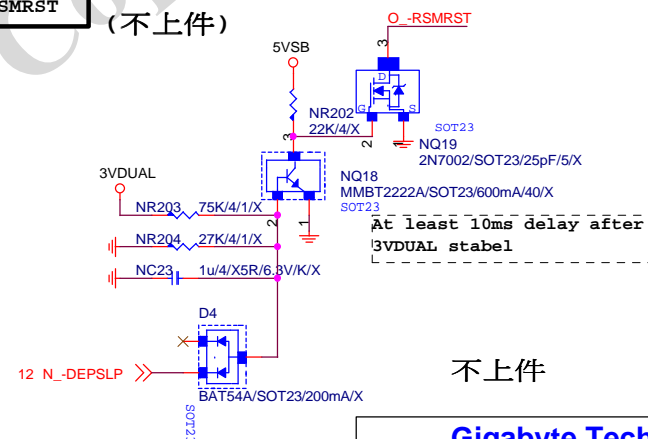 SMRST
(不上件)
O_-RSMRST
5VSB
3
D
G
S
NR202
22K/4/X
3
2
SOT23
NQ19
2N7002/SOT23/25pF/5/X
3VDUAL
NQ18
MMBT2222A/SOT23/600mA/40/X
SOT23
NR203 75K/4/1/X
2
1
At least 10ms delay after
3VDUAL stabel
NR204 27K/4/1/X
NC23 1u/4/X5R/6.3V/K/X
D4
12 N_-DEPSLP
BAT54A/SOT23/200mA/X
不上件
Gigabyte Tech